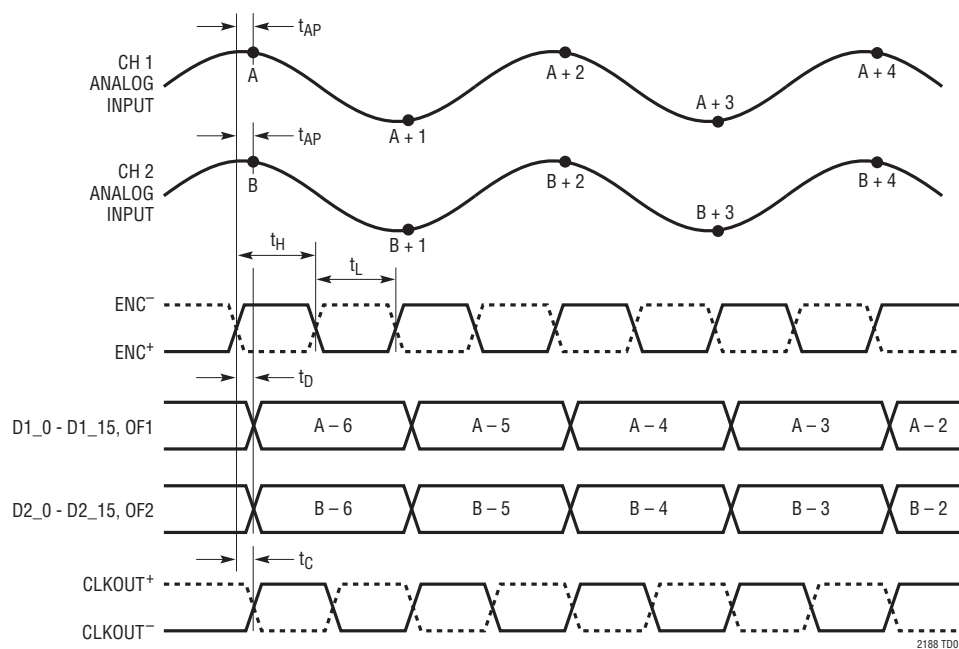 tAP
CH 1
ANALOG
INPUT
A
A + 1
A + 2
A + 3
A + 4
tAP
CH 2
ANALOG
INPUT
B
B + 1
B + 2
B + 3
B + 4
tH
tL
ENC–
ENC+
tD
D1_0 - D1_15, OF1
A – 6
A – 5
A – 4
A – 3
A – 2
D2_0 - D2_15, OF2
B – 6
B – 5
B – 4
B – 3
B – 2
tC
CLKOUT+
CLKOUT–
2188 TD0